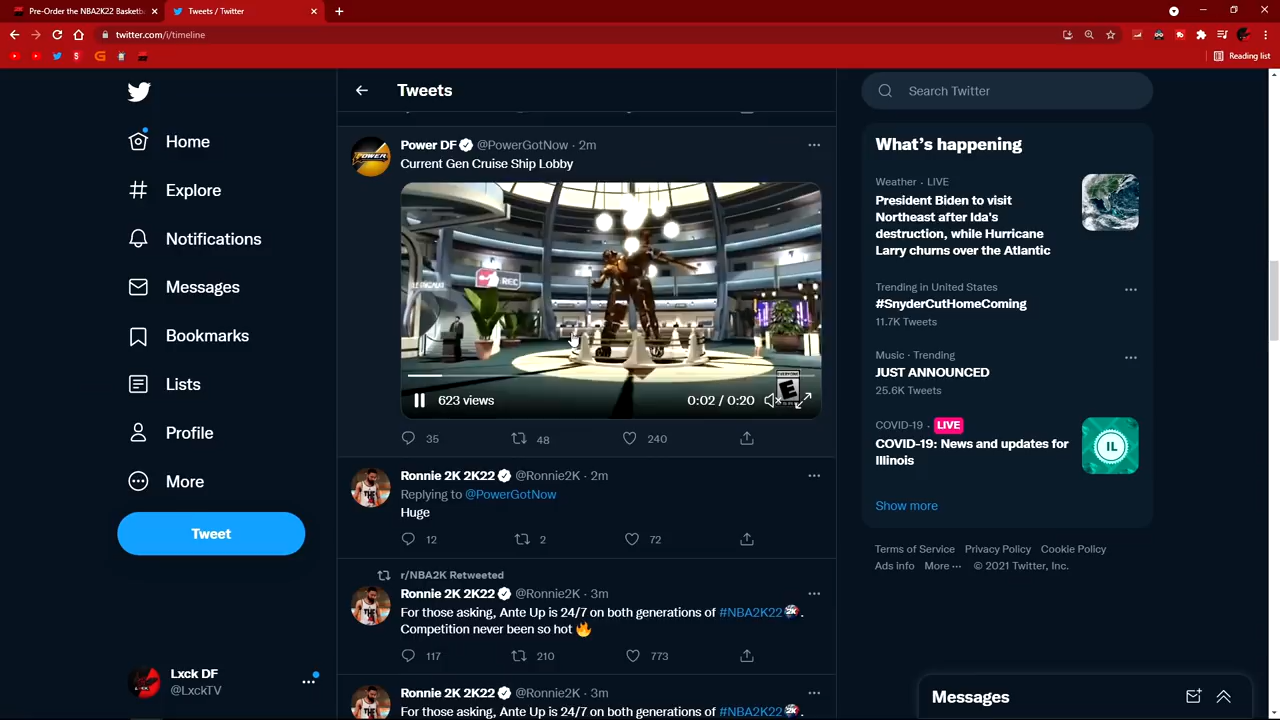 Pre-Order the NBA2K22 Basketb
Tweets / Twitter
twitter.com/i/timeline
Reading list
Home
Explore
Notifications
Messages
Bookmarks
Lists
Profile
More
Tweet
Lxck DF
@LxckTV
Tweets
Power DF @PowerGotNow · 2m
Current Gen Cruise Ship Lobby
REC
EVERYONE
E
623 views
0:02 / 0:20
35 48 240
Ronnie 2K 2K22 @Ronnie2K · 2m
Replying to @PowerGotNow
Huge
12 2 72
r/NBA2K Retweeted
Ronnie 2K 2K22 @Ronnie2K · 3m
For those asking, Ante Up is 24/7 on both generations of #NBA2K22 .
Competition never been so hot 🔥
117 210 773
Ronnie 2K 2K22 @Ronnie2K · 3m
For those asking, Ante Up is 24/7 on both generations of #NBA2K22 .
Search Twitter
What's happening
Weather · LIVE
President Biden to visit
Northeast after Ida's
destruction, while Hurricane
Larry churns over the Atlantic
Trending in United States
#SnyderCutHomeComing
11.7K Tweets
Music · Trending
JUST ANNOUNCED
25.6K Tweets
COVID-19 · LIVE
COVID-19: News and updates for
Illinois
IL
Show more
Terms of Service Privacy Policy Cookie Policy
Ads info More ··· © 2021 Twitter, Inc.
Messages